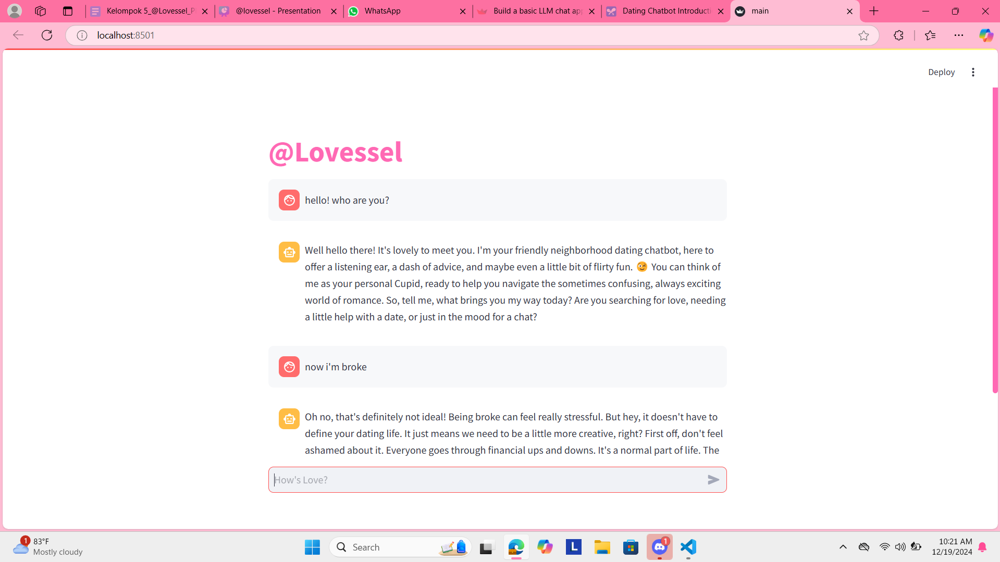 Kelompok 5_@Lovessel_P
@lovessel - Presentation
WhatsApp
Build a basic LLM chat app
Dating Chatbot Introducti
main
localhost:8501
Deploy
@Lovessel
hello! who are you?
Well hello there! It's lovely to meet you. I'm your friendly neighborhood dating chatbot, here to
offer a listening ear, a dash of advice, and maybe even a little bit of flirty fun. 😉 You can think of
me as your personal Cupid, ready to help you navigate the sometimes confusing, always exciting
world of romance. So, tell me, what brings you my way today? Are you searching for love, needing
a little help with a date, or just in the mood for a chat?
now i'm broke
Oh no, that's definitely not ideal! Being broke can feel really stressful. But hey, it doesn't have to
define your dating life. It just means we need to be a little more creative, right? First off, don't feel
ashamed about it. Everyone goes through financial ups and downs. It's a normal part of life. The
How's Love?
1
83°F
Mostly cloudy
Search
L
1
10:21 AM
12/19/2024